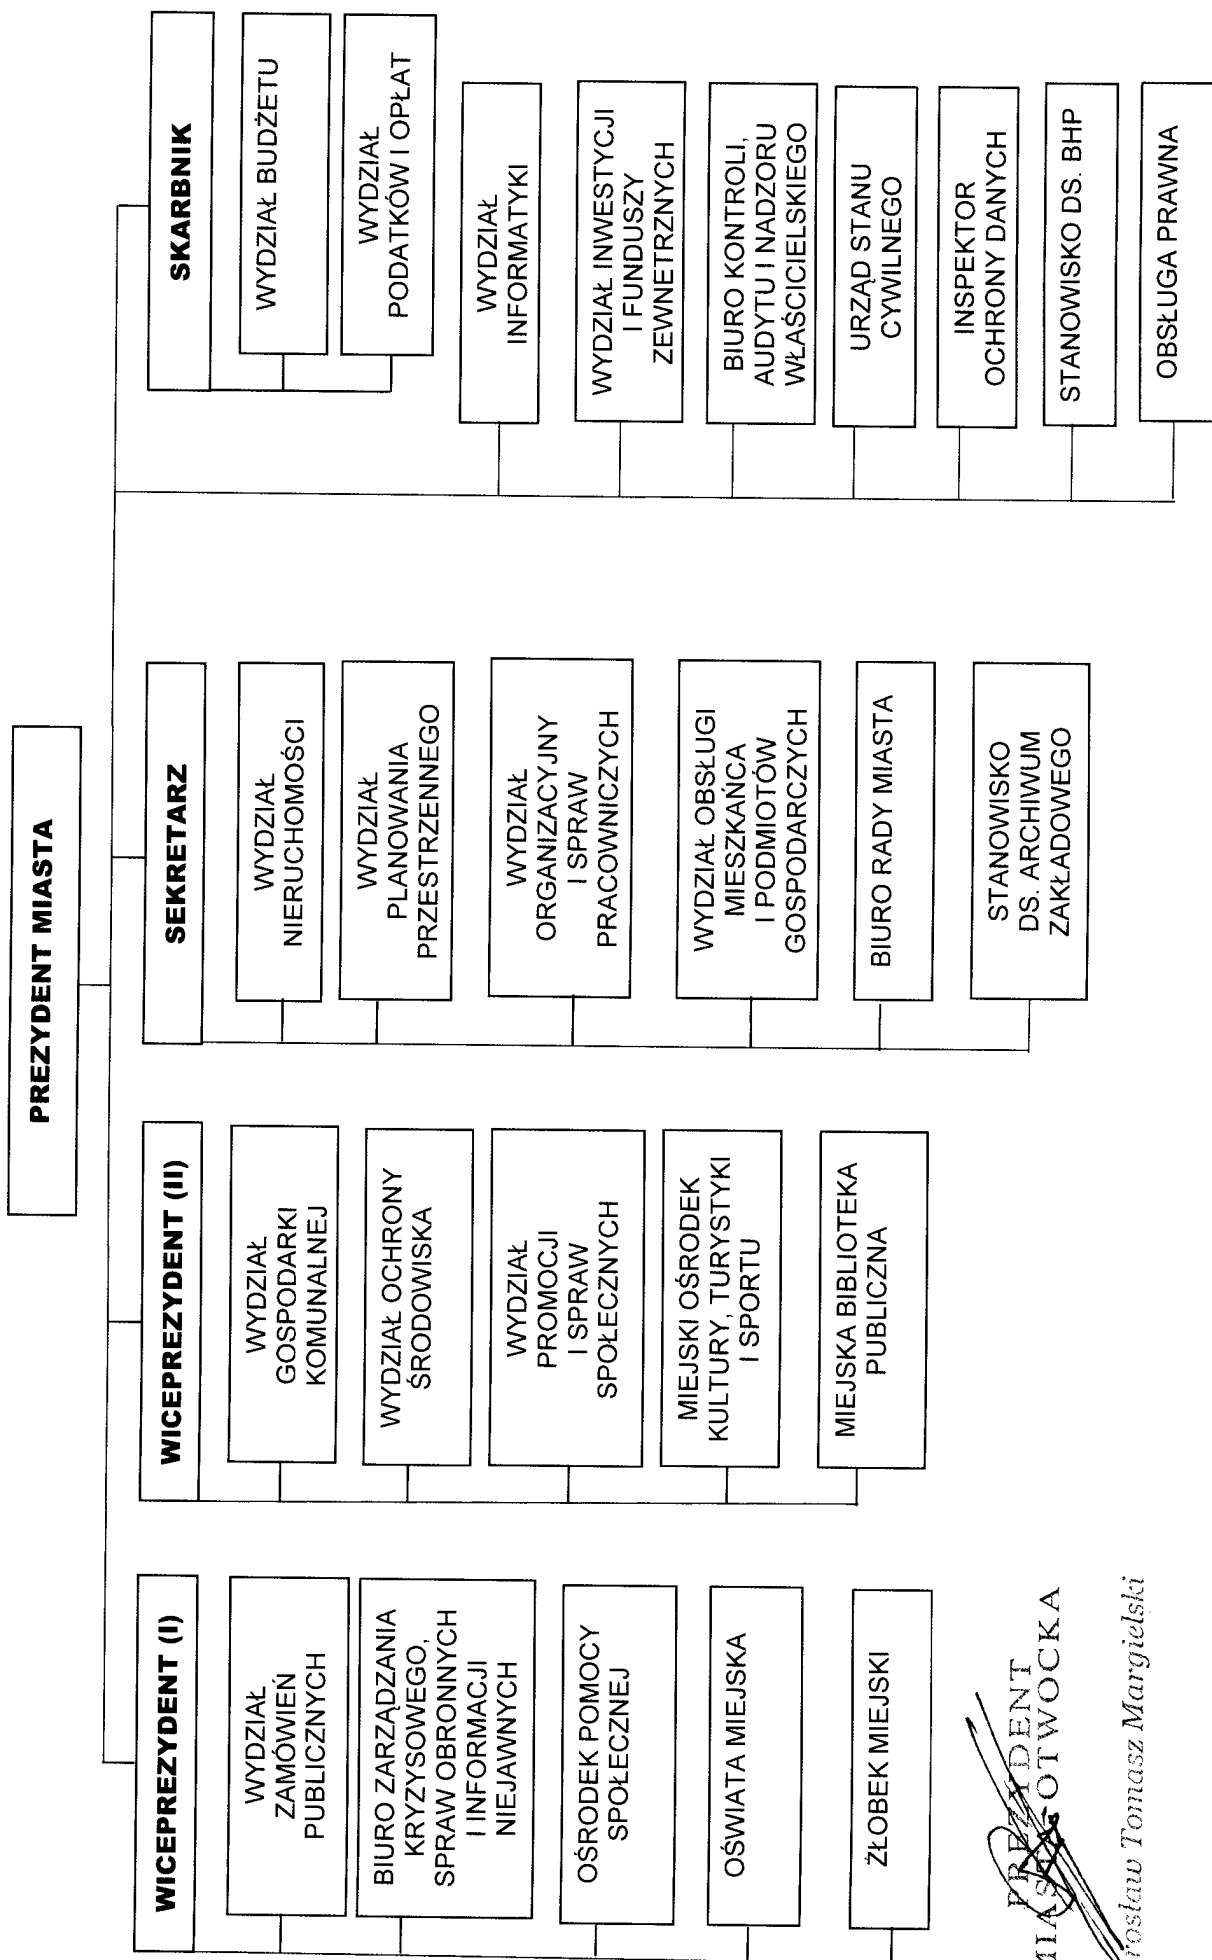 PREZYDENT MIASTA
WICEPREZYDENT (I)
WYDZIAŁ
ZAMÓWIEŃ
PUBLICZNYCH
BIURO ZARZĄDZANIA
KRYZYSOWEGO,
SPRAW OBRONNYCH
I INFORMACJI
NIEJAWNYCH
OŚRODEK POMOCY
SPOŁECZNEJ
OŚWIATA MIEJSKA
ŻŁOBEK MIEJSKI
WICEPREZYDENT (II)
WYDZIAŁ
GOSPODARKI
KOMUNALNEJ
WYDZIAŁ OCHRONY
ŚRODOWISKA
WYDZIAŁ
PROMOCJI
I SPRAW
SPOŁECZNYCH
MIEJSKI OŚRODEK
KULTURY, TURYSTYKI
I SPORTU
MIEJSKA BIBLIOTEKA
PUBLICZNA
SEKRETARZ
WYDZIAŁ
NIERUCHOMOŚCI
WYDZIAŁ
PLANOWANIA
PRZESTRZENNEGO
WYDZIAŁ
ORGANIZACYJNY
I SPRAW
PRACOWNICZYCH
WYDZIAŁ OBSŁUGI
MIESZKAŃCA
I PODMIOTÓW
GOSPODARCZYCH
BIURO RADY MIASTA
STANOWISKO
DS. ARCHIWUM
ZAKŁADOWEGO
SKARBNIK
WYDZIAŁ BUDŻETU
WYDZIAŁ
PODATKÓW I OPŁAT
WYDZIAŁ
INFORMATYKI
WYDZIAŁ INWESTYCJI
I FUNDUSZY
ZEWNETRZNYCH
BIURO KONTROLI,
AUDYTU I NADZORU
WŁAŚCICIELSKIEGO
URZĄD STANU
CYWILNEGO
INSPEKTOR
OCHRONY DANYCH
STANOWISKO DS. BHP
OBSŁUGA PRAWNA
PREZYDENT
MIASTA OTWOCKA
rosław Tomasz Margielski